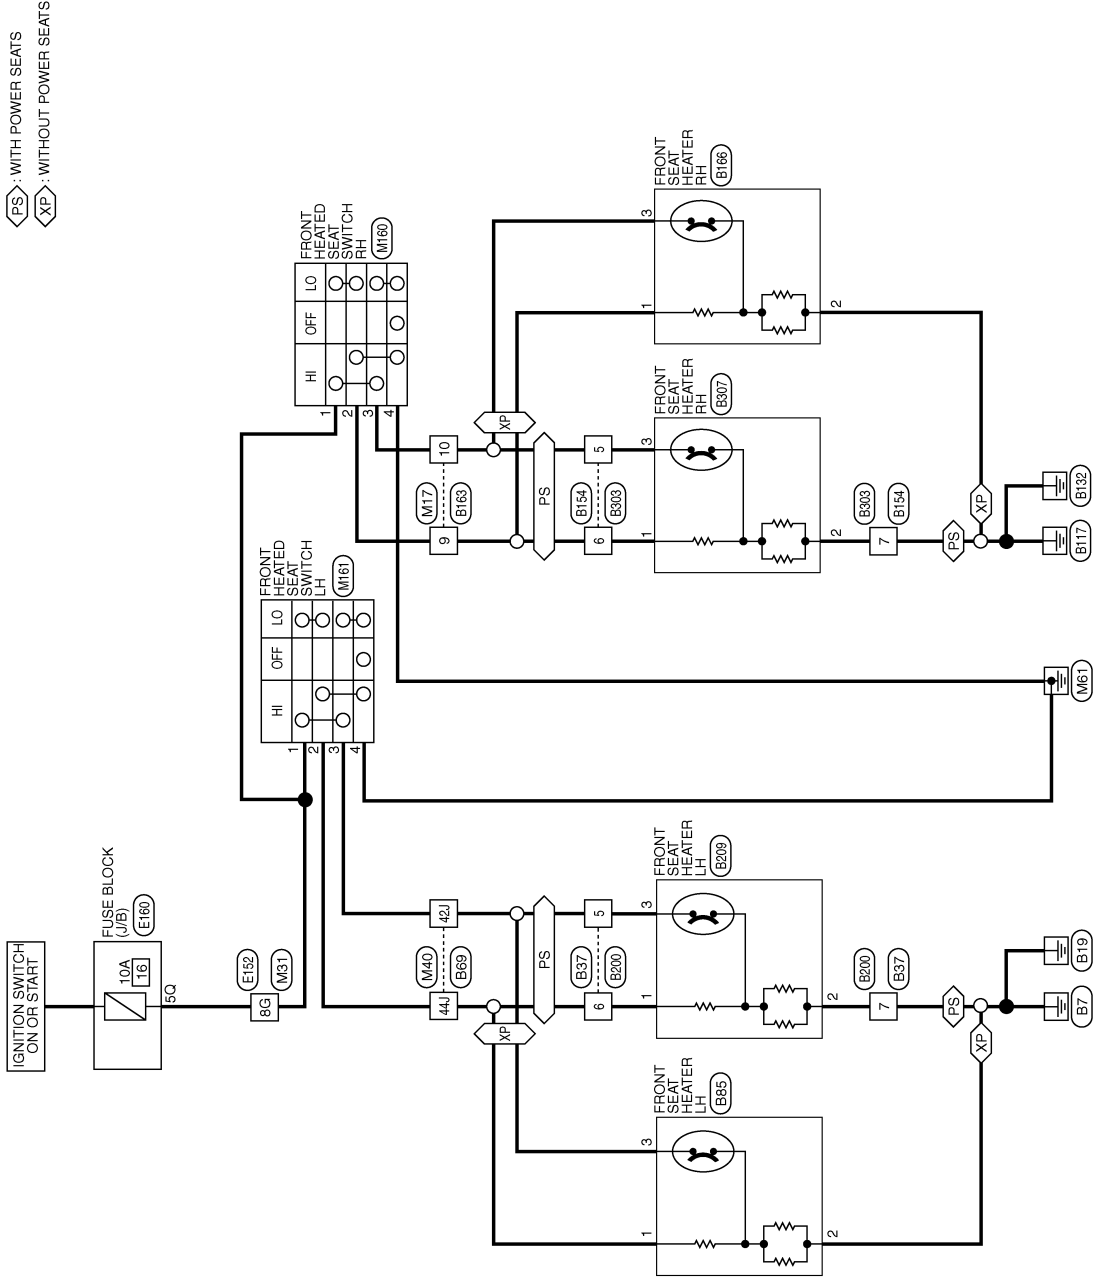 PS : WITH POWER SEATS
XP : WITHOUT POWER SEATS
IGNITION SWITCH
ON OR START
FUSE BLOCK
(J/B)
E160
10A
16
5Q
8G
E152
M31
FRONT
HEATED
SEAT
SWITCH
LH
M161
HI
OFF
LO
1
2
3
4
FRONT
HEATED
SEAT
SWITCH
RH
M160
HI
OFF
LO
1
2
3
4
44J
M40
B69
42J
XP
PS
6
B37
B200
5
9
M17
B163
10
XP
PS
6
B154
B303
5
FRONT
SEAT
HEATER
LH
B85
1
3
2
FRONT
SEAT
HEATER
LH
B209
1
3
2
FRONT
SEAT
HEATER
RH
B307
1
3
2
FRONT
SEAT
HEATER
RH
B166
1
3
2
7
B200
B37
PS
XP
B7
B19
M61
7
B303
B154
PS
XP
B117
B132